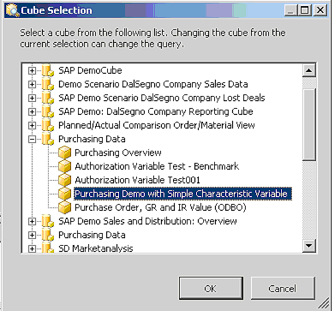 Cube Selection
Select a cube from the following list. Changing the cube from the
current selection can change the query.
SAP DemoCube
Demo Scenario DalSegno Company Sales Data
SAP Demo Scenario DalSegno Company Lost Deals
SAP Demo: DalSegno Company Reporting Cube
Planned/Actual Comparison Order/Material View
Purchasing Data
Purchasing Overview
Authorization Variable Test - Benchmark
Authorization Variable Test001
Purchasing Demo with Simple Characteristic Variable
Purchase Order, GR and IR Value (ODBO)
SAP Demo Sales and Distribution: Overview
Purchasing Data
SD Marketanalysis
OK
Cancel